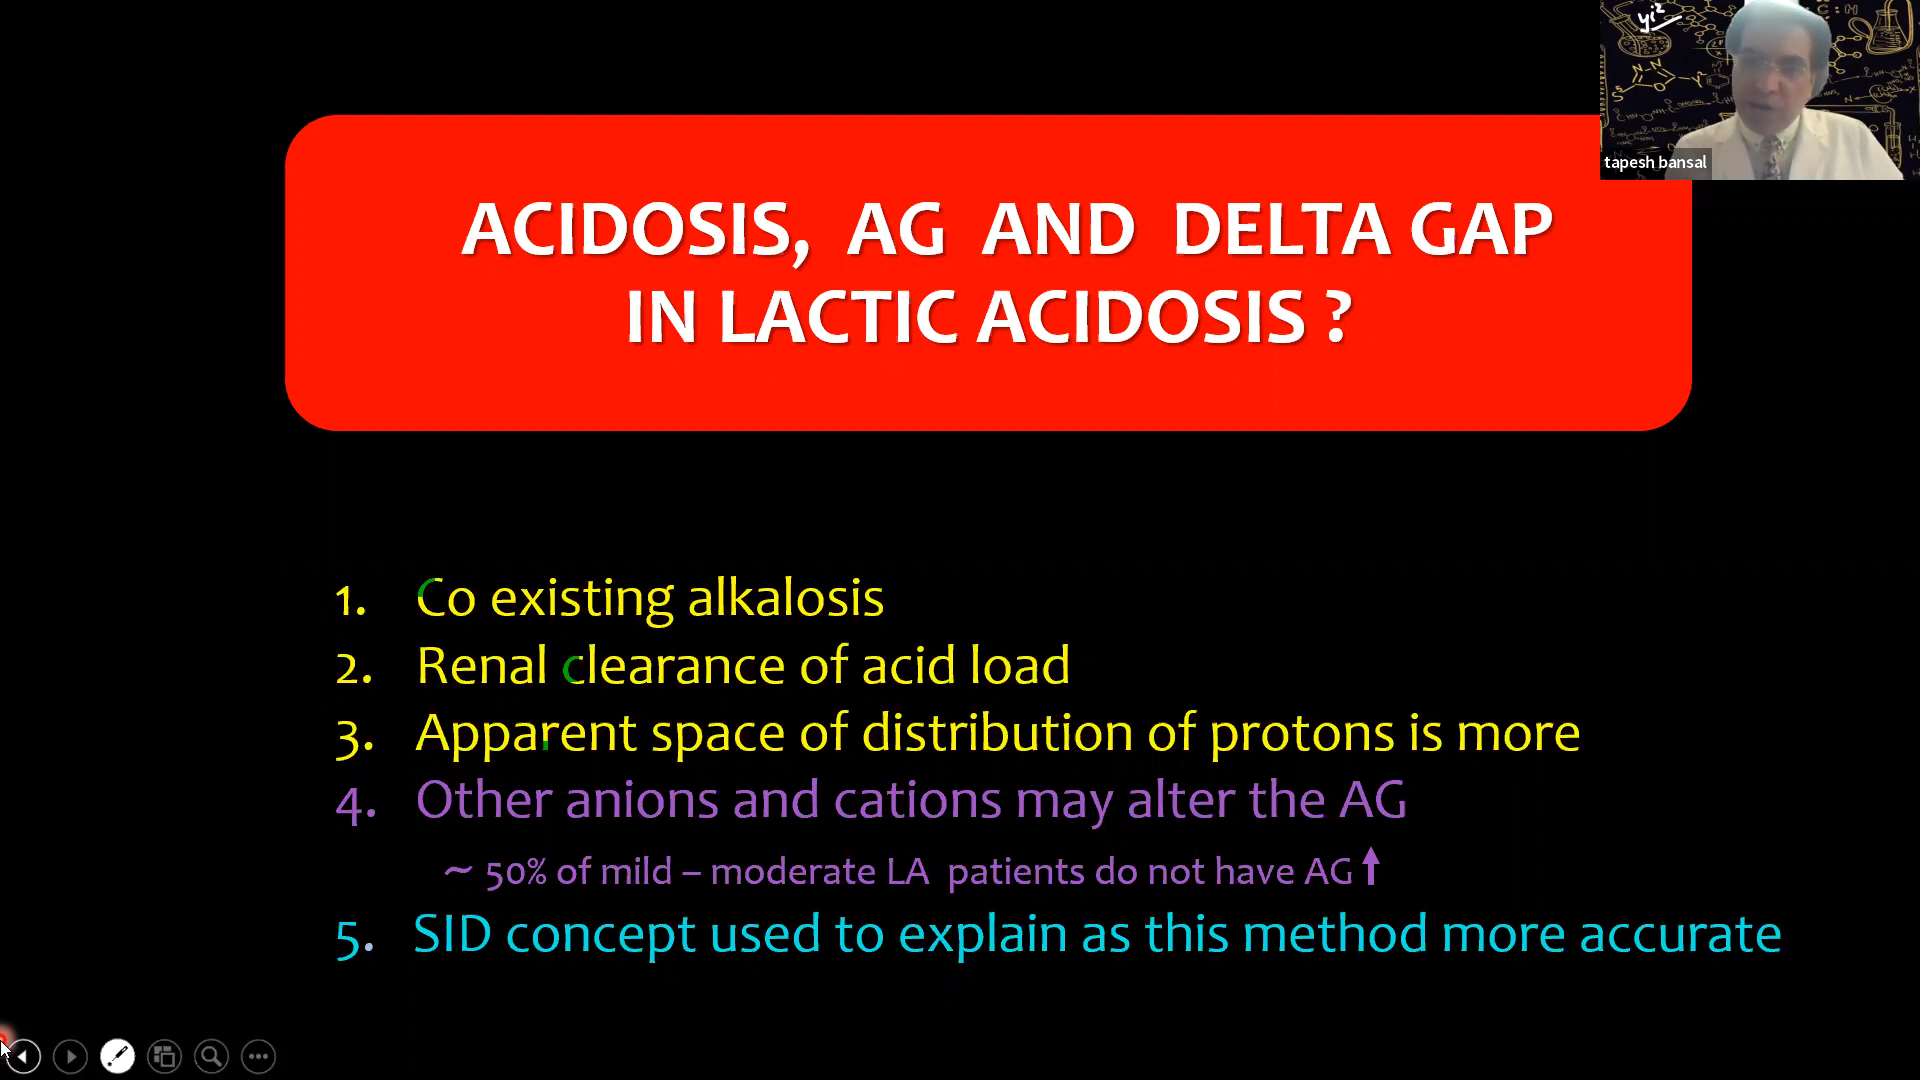 tapesh bansal
ACIDOSIS, AG AND DELTA GAP
IN LACTIC ACIDOSIS ?
1. Co existing alkalosis
2. Renal clearance of acid load
3. Apparent space of distribution of protons is more
4. Other anions and cations may alter the AG
~ 50% of mild – moderate LA patients do not have AG ↑
5. SID concept used to explain as this method more accurate